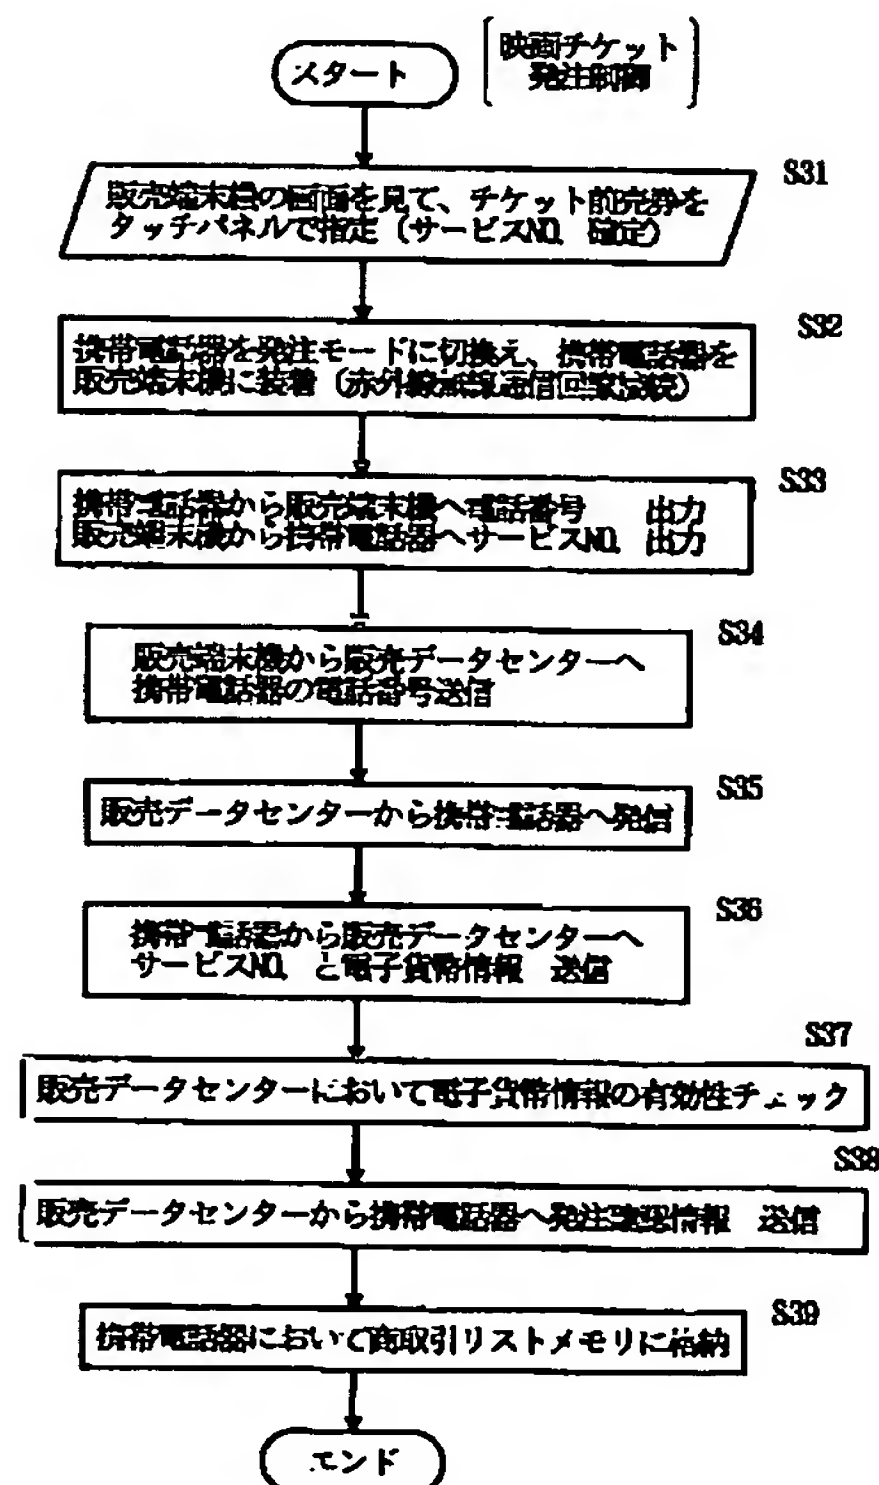 スタート
映画チケット
発注制御
S31
販売端末機の画面を見て、チケット前売券を
タッチパネルで指定(サービスNO. 確定)
S32
携帯電話器を発注モードに切換え、携帯電話器を
販売端末機に装着(赤外線無線通信回線接続)
S33
携帯電話器から販売端末機へ電話番号 出力
販売端末機から携帯電話器へサービスNO. 出力
S34
販売端末機から販売データセンターへ
携帯電話器の電話番号送信
S35
販売データセンターから携帯電話器へ発信
S36
携帯電話器から販売データセンターへ
サービスNO. と電子貨幣情報 送信
S37
販売データセンターにおいて電子貨幣情報の有効性チェック
S38
販売データセンターから携帯電話器へ発注確認情報 送信
S39
携帯電話器において商取引リストメモリに格納
エンド